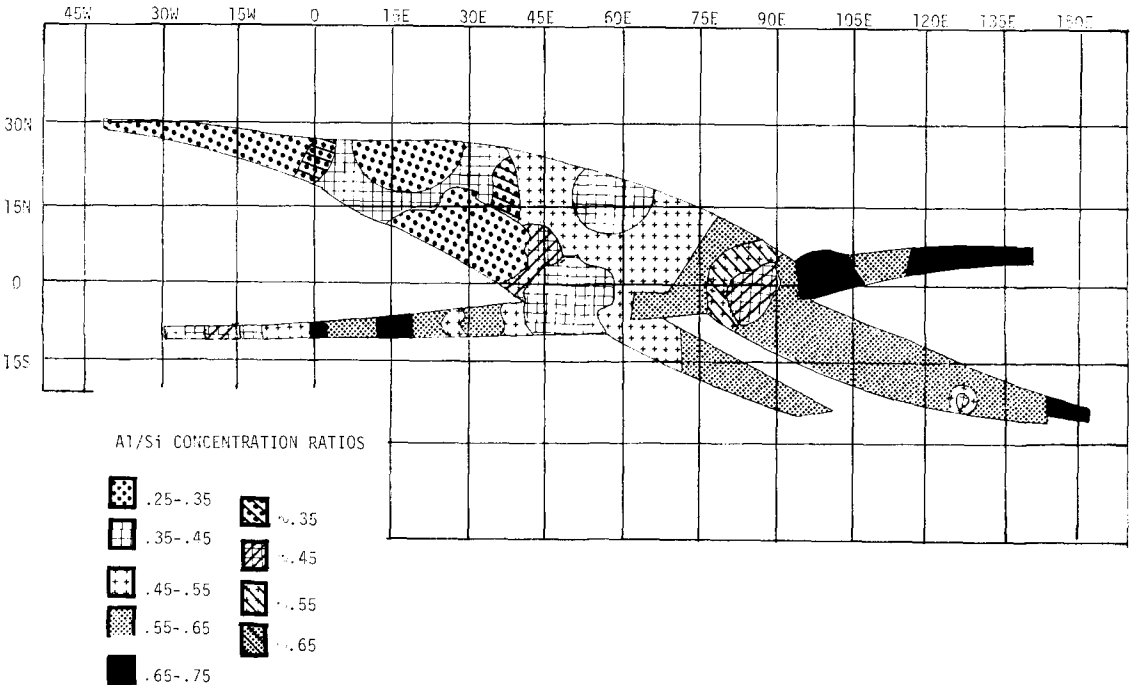 45W 30W 15W 0 15E 30E 45E 60E 75E 90E 105E 120E 135E 150E
30N
15N
0
15S
Al/Si CONCENTRATION RATIOS
.25-.35
~.35
.35-.45
~.45
.45-.55
~.55
.55-.65
~.65
.65-.75